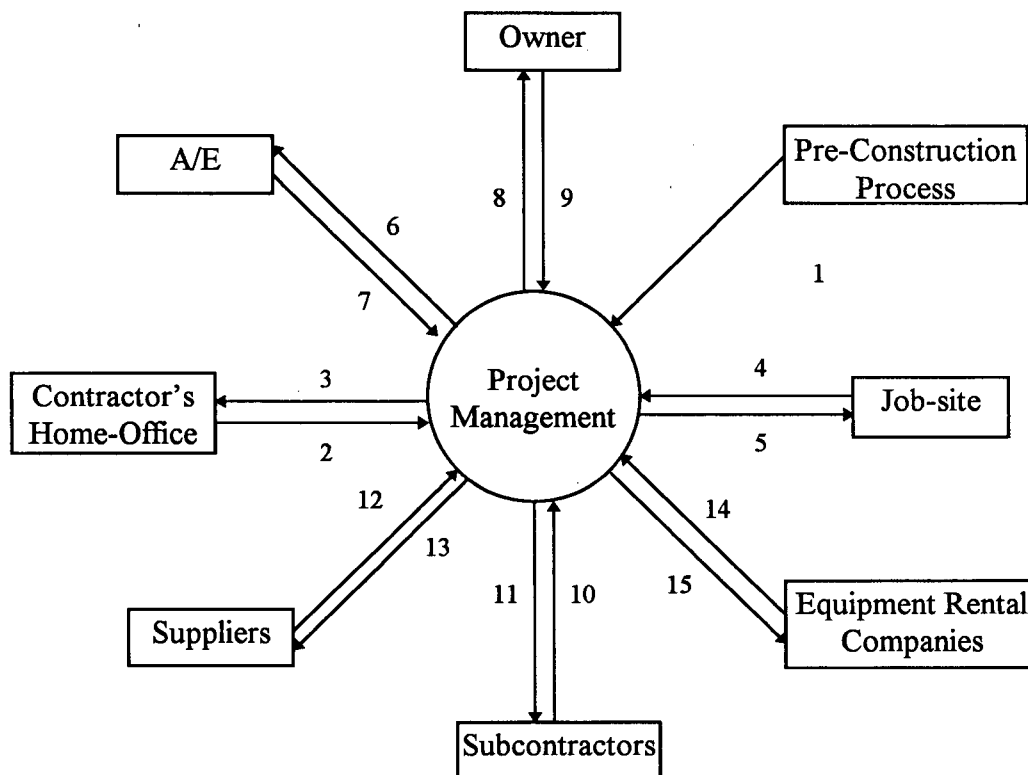 Owner
A/E
Pre-Construction
Process
8
9
6
1
7
Contractor's
Home-Office
3
2
Project
Management
4
5
Job-site
12
13
14
15
11
10
Suppliers
Equipment Rental
Companies
Subcontractors